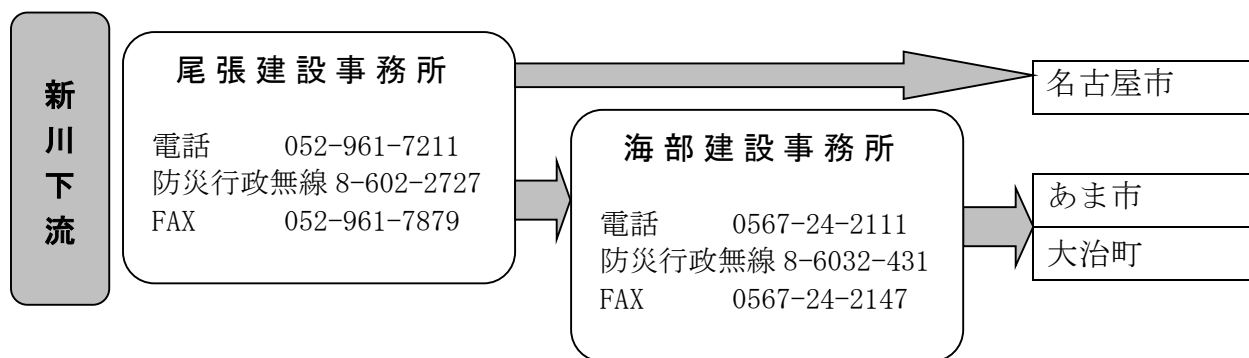 新川下流
尾張建設事務所
電話 052-961-7211
防災行政無線 8-602-2727
FAX 052-961-7879
海部建設事務所
電話 0567-24-2111
防災行政無線 8-6032-431
FAX 0567-24-2147
名古屋市
あま市
大治町